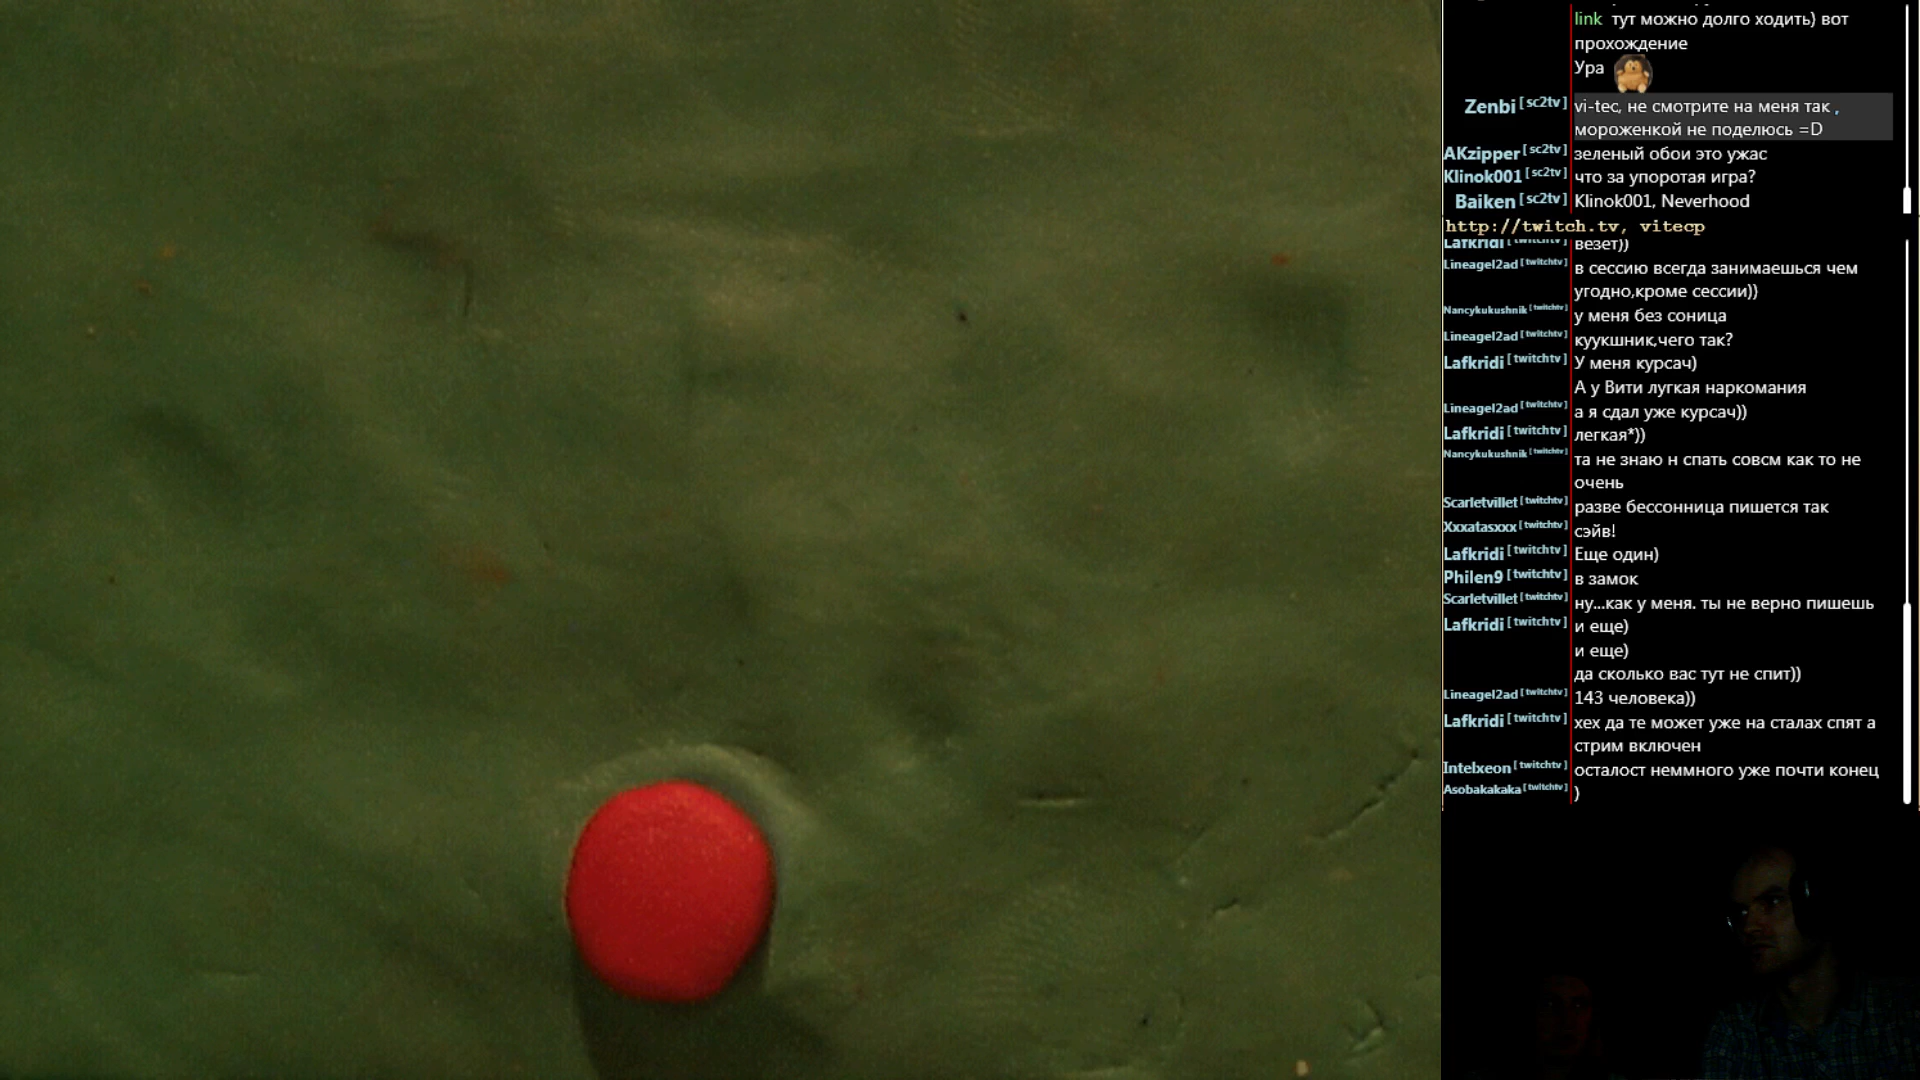 link тут можно долго ходить) вот
прохождение
Ура
Zenbi [sc2tv] vi-tec, не смотрите на меня так ,
мороженкой не поделюсь =D
AKzipper [sc2tv] зеленый обои это ужас
Klinok001 [sc2tv] что за упоротая игра?
Baiken [sc2tv] Klinok001, Neverhood
http://twitch.tv, vitecp
Lafkridi [twitchtv] везет))
Lineagel2ad [twitchtv] в сессию всегда занимаешься чем
угодно,кроме сессии))
Nancykukushnik [twitchtv] у меня без соница
Lineagel2ad [twitchtv] куукшник,чего так?
Lafkridi [twitchtv] У меня курсач)
А у Вити лугкая наркомания
Lineagel2ad [twitchtv] а я сдал уже курсач))
Lafkridi [twitchtv] легкая*))
Nancykukushnik [twitchtv] та не знаю н спать совсм как то не
очень
Scarletvillet [twitchtv] разве бессонница пишется так
Xxxatasxxx [twitchtv] сэйв!
Lafkridi [twitchtv] Еще один)
Philen9 [twitchtv] в замок
Scarletvillet [twitchtv] ну...как у меня. ты не верно пишешь
Lafkridi [twitchtv] и еще)
и еще)
да сколько вас тут не спит))
Lineagel2ad [twitchtv] 143 человека))
Lafkridi [twitchtv] хех да те может уже на сталах спят а
стрим включен
Intelxeon [twitchtv] осталост неммного уже почти конец
Asobakakaka [twitchtv] )